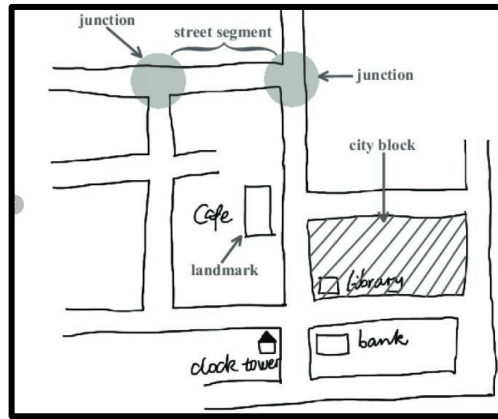 junction
street segment
junction
city block
Cafe
landmark
library
bank
clock tower